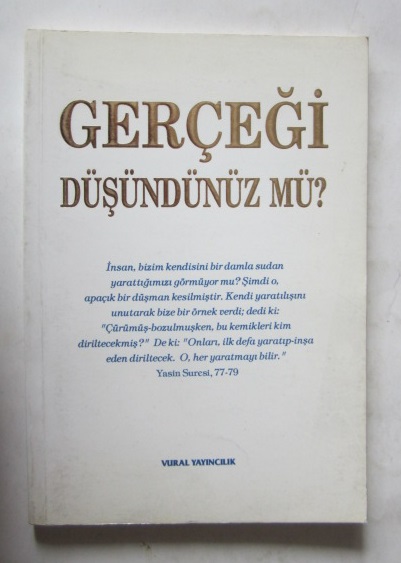 GERÇEĞİ
DÜŞÜNDÜNÜZ MÜ?
İnsan, bizim kendisini bir damla sudan
yarattığımızı görmüyor mu? Şimdi o,
apaçık bir düşman kesilmiştir. Kendi yaratılışını
unutarak bize bir örnek verdi; dedi ki:
"Çürümüş-bozulmuşken, bu kemikleri kim
diriltecekmiş?" De ki: "Onları, ilk defa yaratıp-inşa
eden diriltecek. O, her yaratmayı bilir."
Yasin Suresi, 77-79
VURAL YAYINCILIK